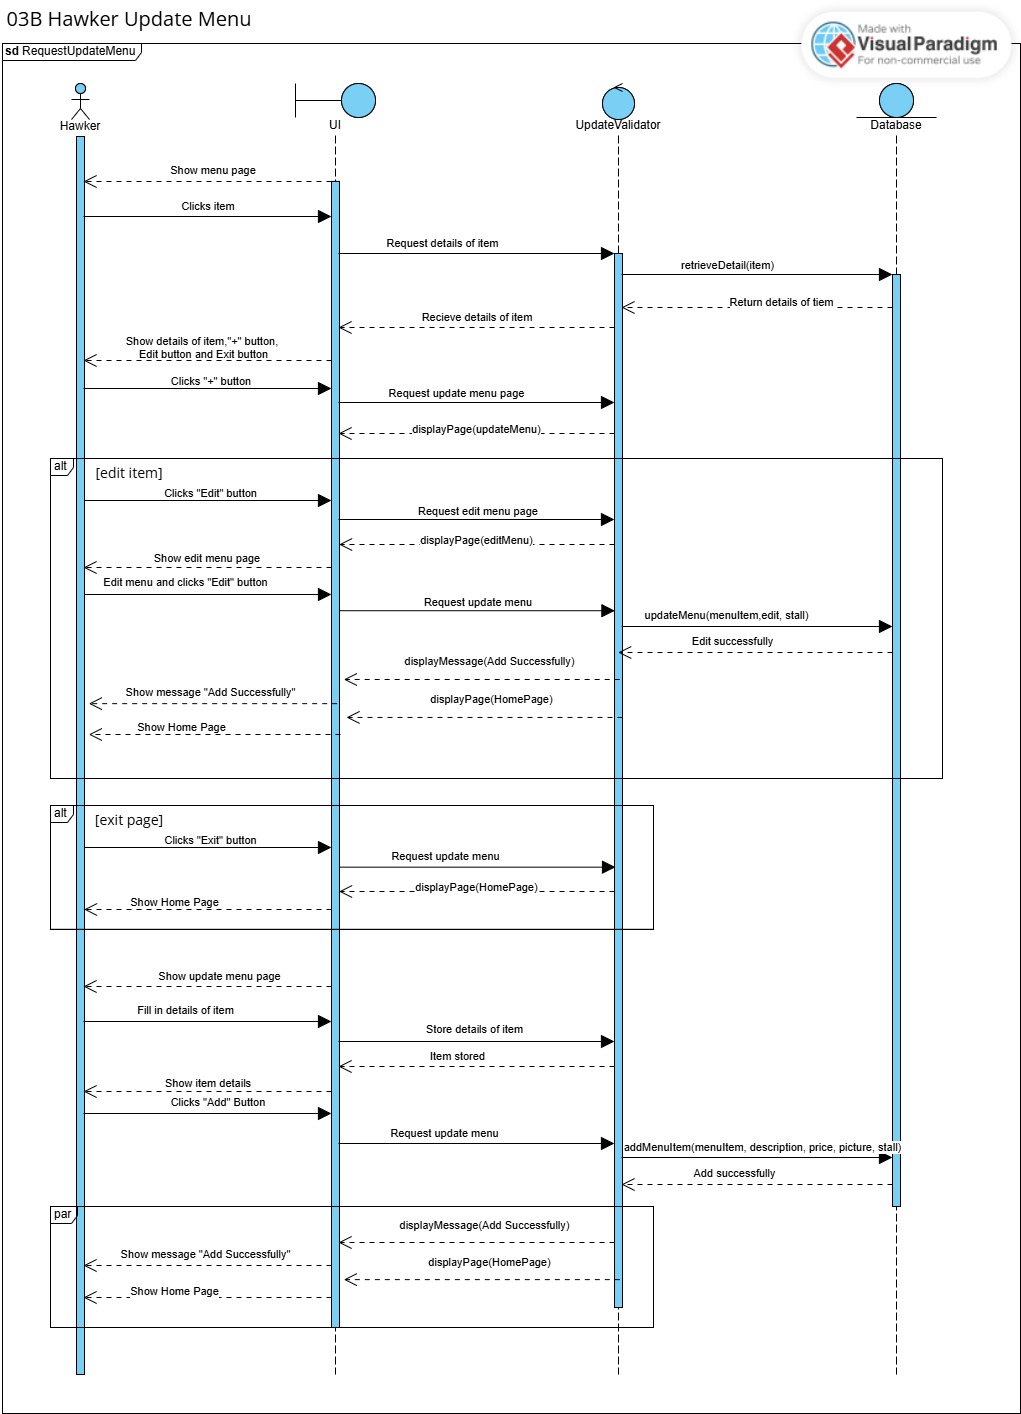 03B Hawker Update Menu
Made with
Visual Paradigm
For non-commercial use
sd RequestUpdateMenu
Hawker
UI
UpdateValidator
Database
Show menu page
Clicks item
Request details of item
retrieveDetail(item)
Return details of tiem
Recieve details of item
Show details of item,"+" button,
Edit button and Exit button
Clicks "+" button
Request update menu page
displayPage(updateMenu)
alt
[edit item]
Clicks "Edit" button
Request edit menu page
displayPage(editMenu)
Show edit menu page
Edit menu and clicks "Edit" button
Request update menu
updateMenu(menuItem,edit, stall)
Edit successfully
displayMessage(Add Successfully)
Show message "Add Successfully"
displayPage(HomePage)
Show Home Page
alt
[exit page]
Clicks "Exit" button
Request update menu
displayPage(HomePage)
Show Home Page
Show update menu page
Fill in details of item
Store details of item
Item stored
Show item details
Clicks "Add" Button
Request update menu
addMenuItem(menuItem, description, price, picture, stall)
Add successfully
par
displayMessage(Add Successfully)
Show message "Add Successfully"
displayPage(HomePage)
Show Home Page